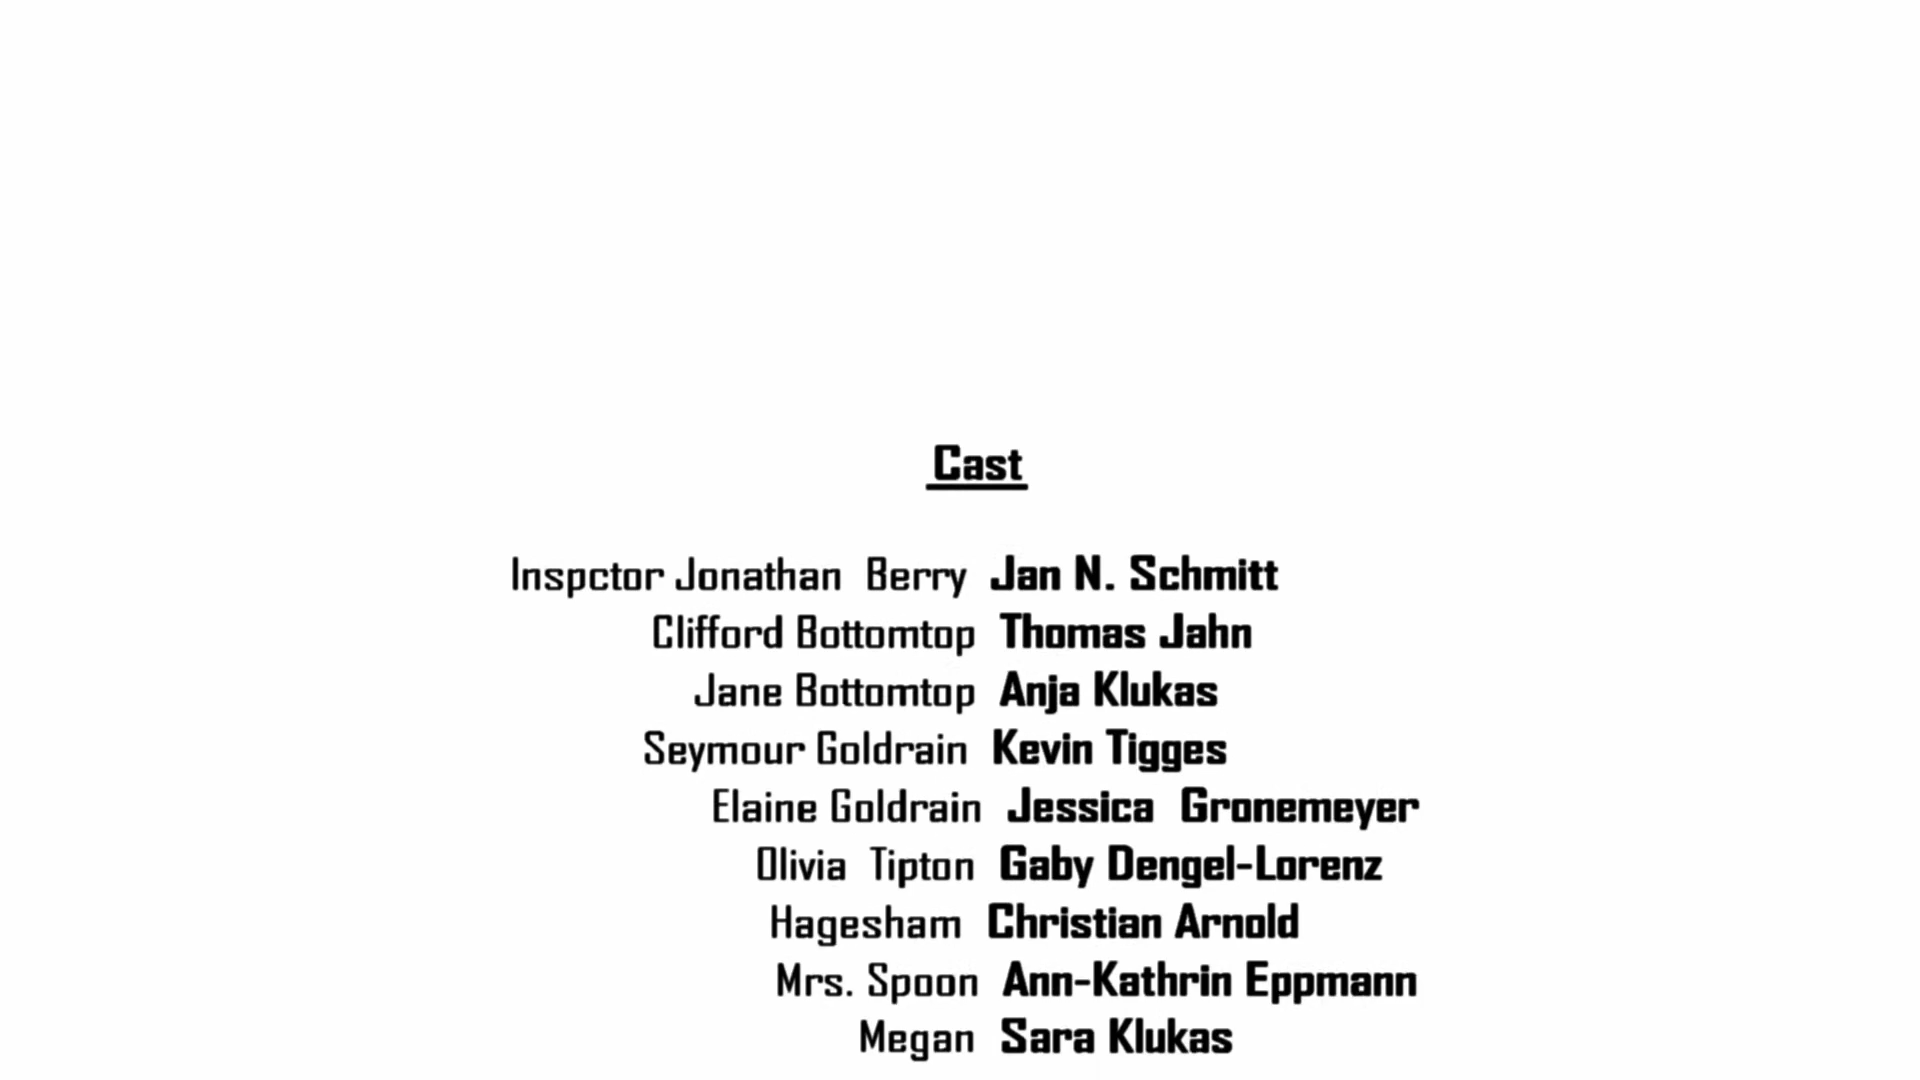 Cast
Inspctor Jonathan Berry Jan N. Schmitt
Clifford Bottomtop Thomas Jahn
Jane Bottomtop Anja Klukas
Seymour Goldrain Kevin Tigges
Elaine Goldrain Jessica Gronemeyer
Olivia Tipton Gaby Dengel-Lorenz
Hagesham Christian Arnold
Mrs. Spoon Ann-Kathrin Eppmann
Megan Sara Klukas